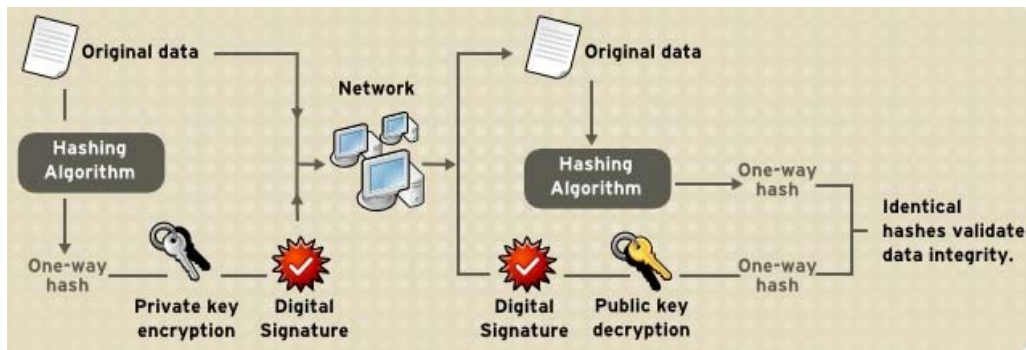 Original data
Hashing
Algorithm
One-way
hash
Private key
encryption
Digital
Signature
Network
Original data
Hashing
Algorithm
One-way
hash
Digital
Signature
Public key
decryption
One-way
hash
Identical
hashes validate
data integrity.